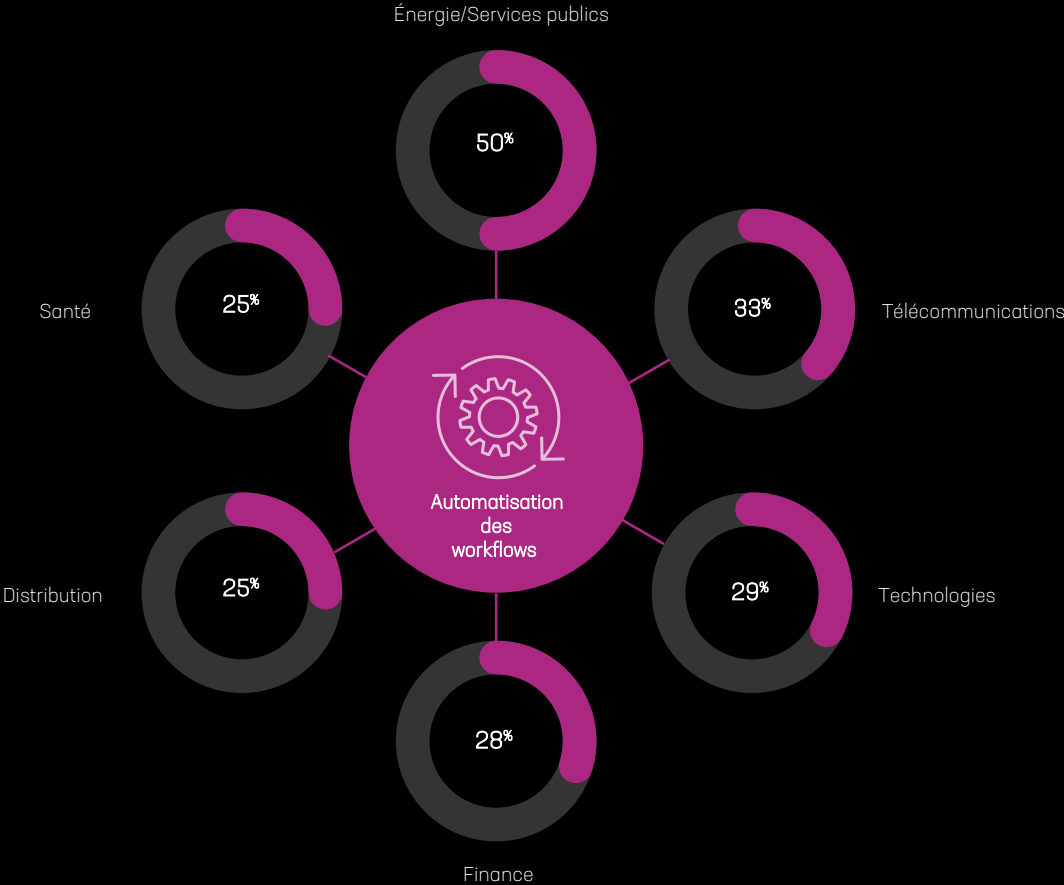 Énergie/Services publics
50%
25%
33%
Santé
Télécommunications
Automatisation
des
workflows
25%
29%
Distribution
Technologies
28%
Finance